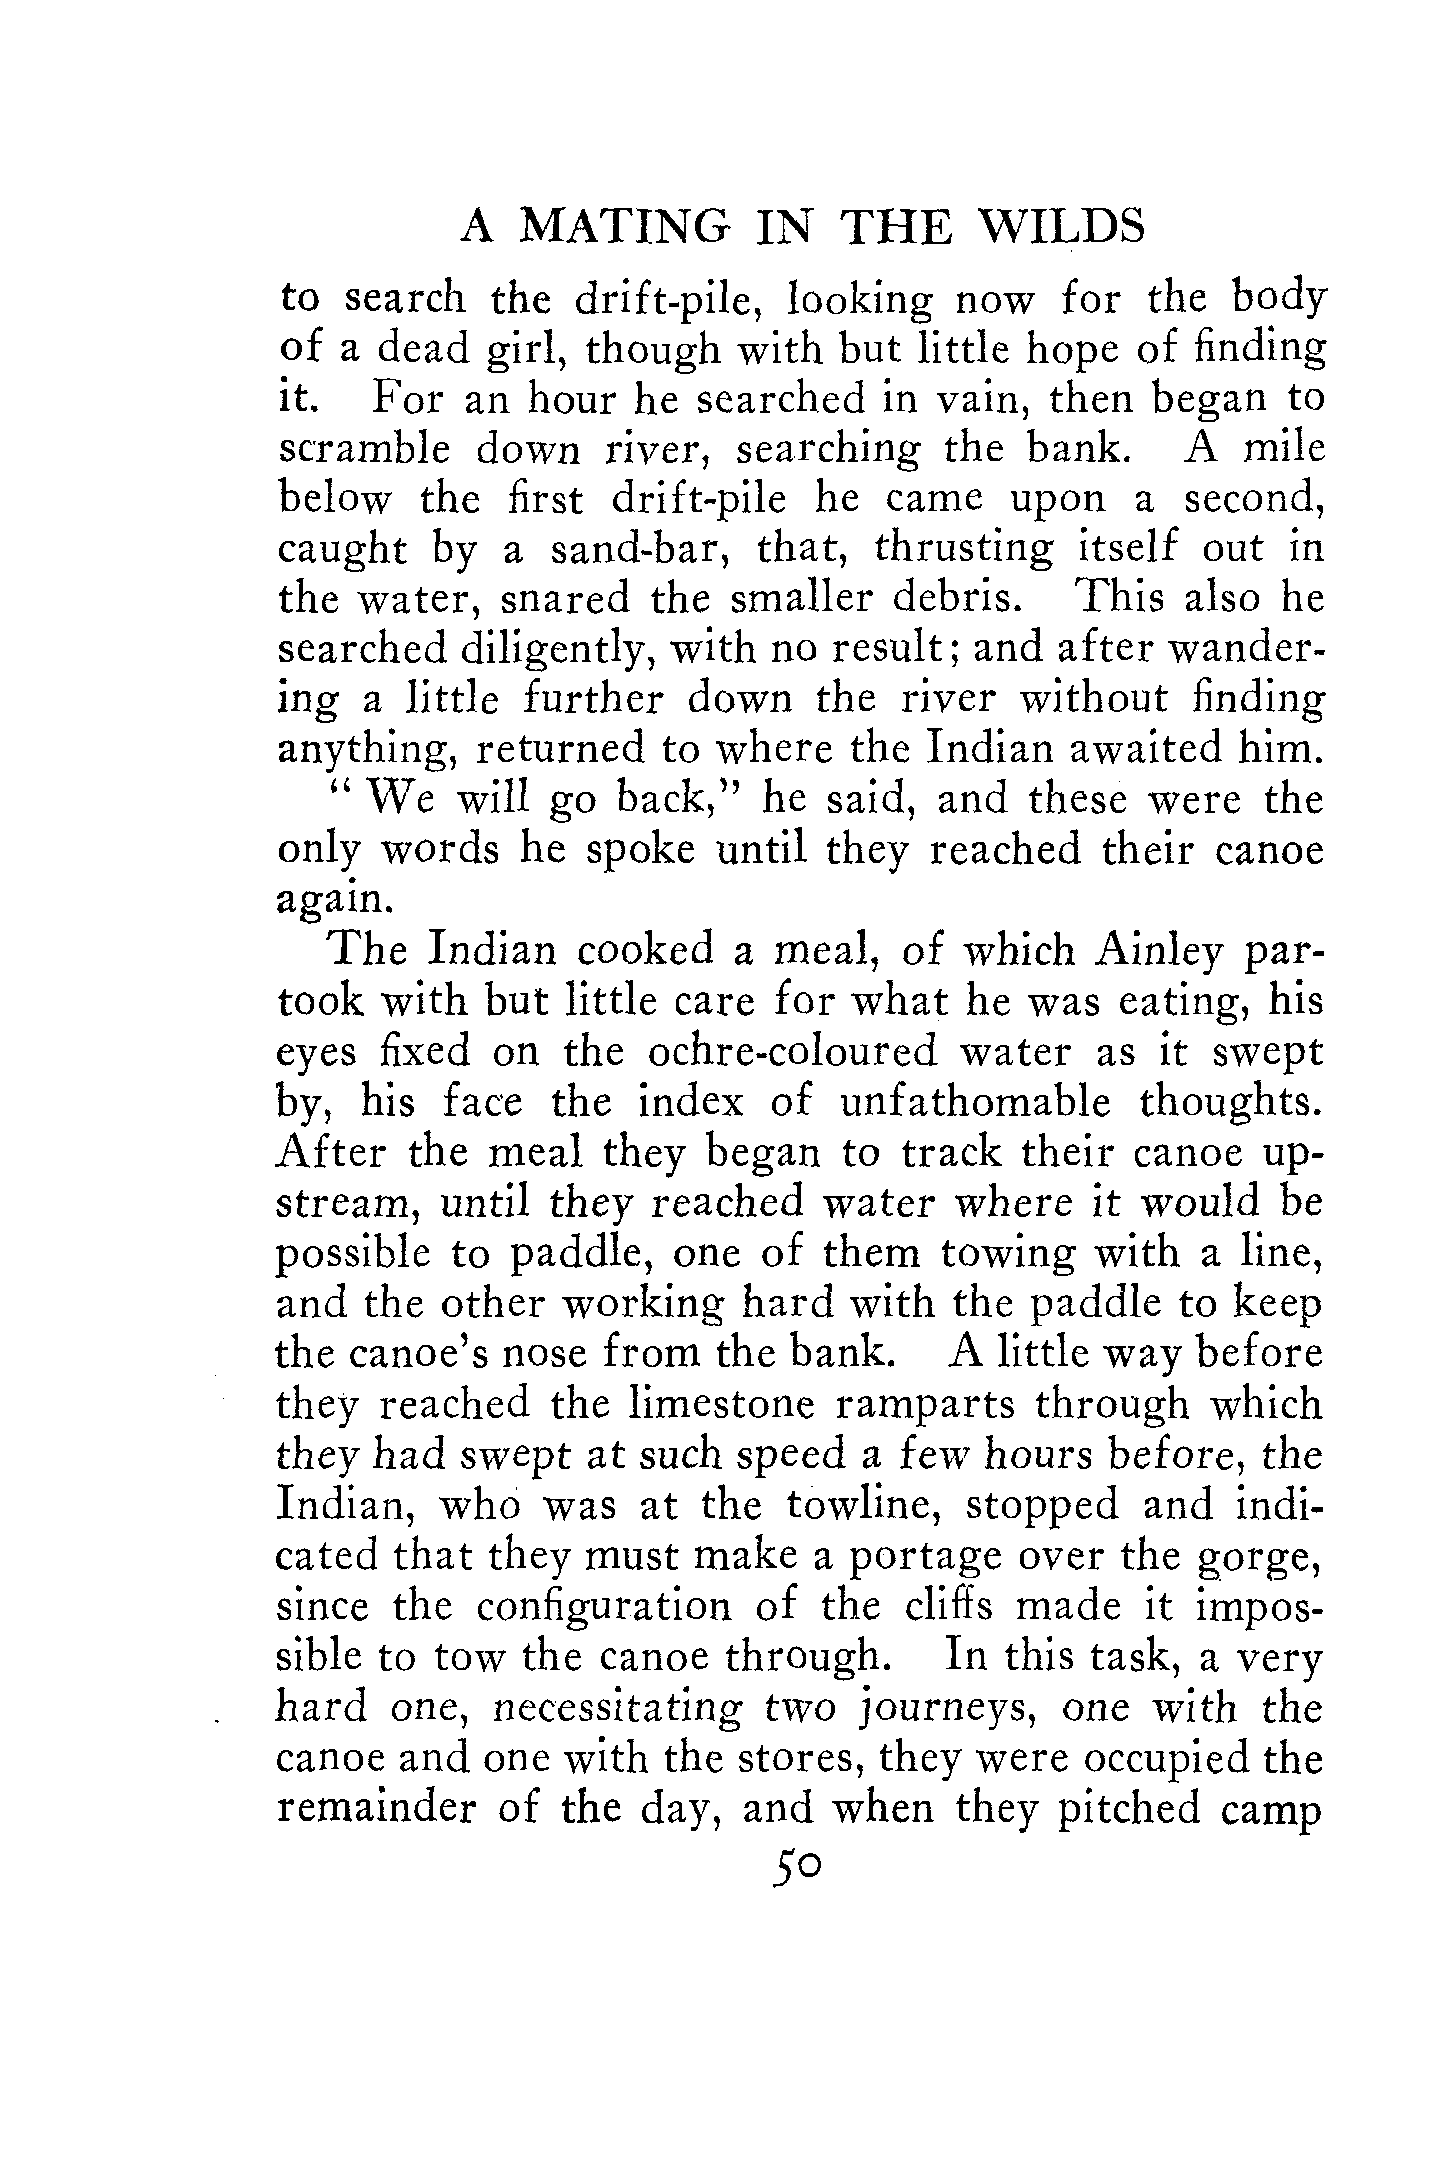 A MATING IN THE WILDS
to search the drift-pile, looking now for the body
of a dead girl, though with but little hope of finding
it. For an hour he searched in vain, then began to
scramble down river, searching the bank. A mile
below the first drift-pile he came upon a second,
caught by a sand-bar, that, thrusting itself out in
the water, snared the smaller debris. This also he
searched diligently, with no result; and after wander-
ing a little further down the river without finding
anything, returned to where the Indian awaited him.
“ We will go back,” he said, and these were the
only words he spoke until they reached their canoe
again.
The Indian cooked a meal, of which Ainley par-
took with but little care for what he was eating, his
eyes fixed on the ochre-coloured water as it swept
by, his face the index of unfathomable thoughts.
After the meal they began to track their canoe up-
stream, until they reached water where it would be
possible to paddle, one of them towing with a line,
and the other working hard with the paddle to keep
the canoe’s nose from the bank. A little way before
they reached the limestone ramparts through which
they had swept at such speed a few hours before, the
Indian, who was at the towline, stopped and indi-
cated that they must make a portage over the gorge,
since the configuration of the cliffs made it impos-
sible to tow the canoe through. In this task, a very
hard one, necessitating two journeys, one with the
canoe and one with the stores, they were occupied the
remainder of the day, and when they pitched camp
50